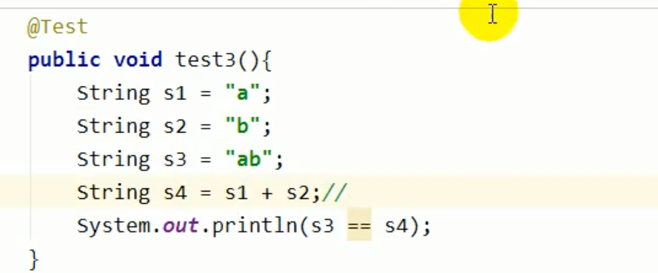 @Test
public void test3(){
String s1 = "a";
String s2 = "b";
String s3 = "ab";
String s4 = s1 + s2;//
System.out.println(s3 == s4);
}